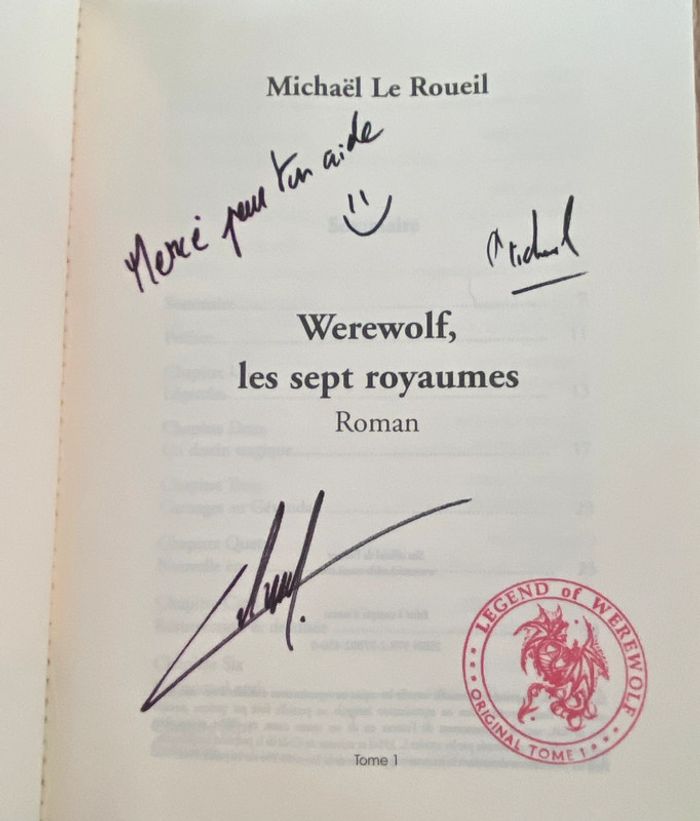 Michaël Le Roueil
Merci pour ton aide
Michael
Werewolf,
les sept royaumes
Roman
LEGEND of WEREWOLF
ORIGINAL TOME 1
Tome 1